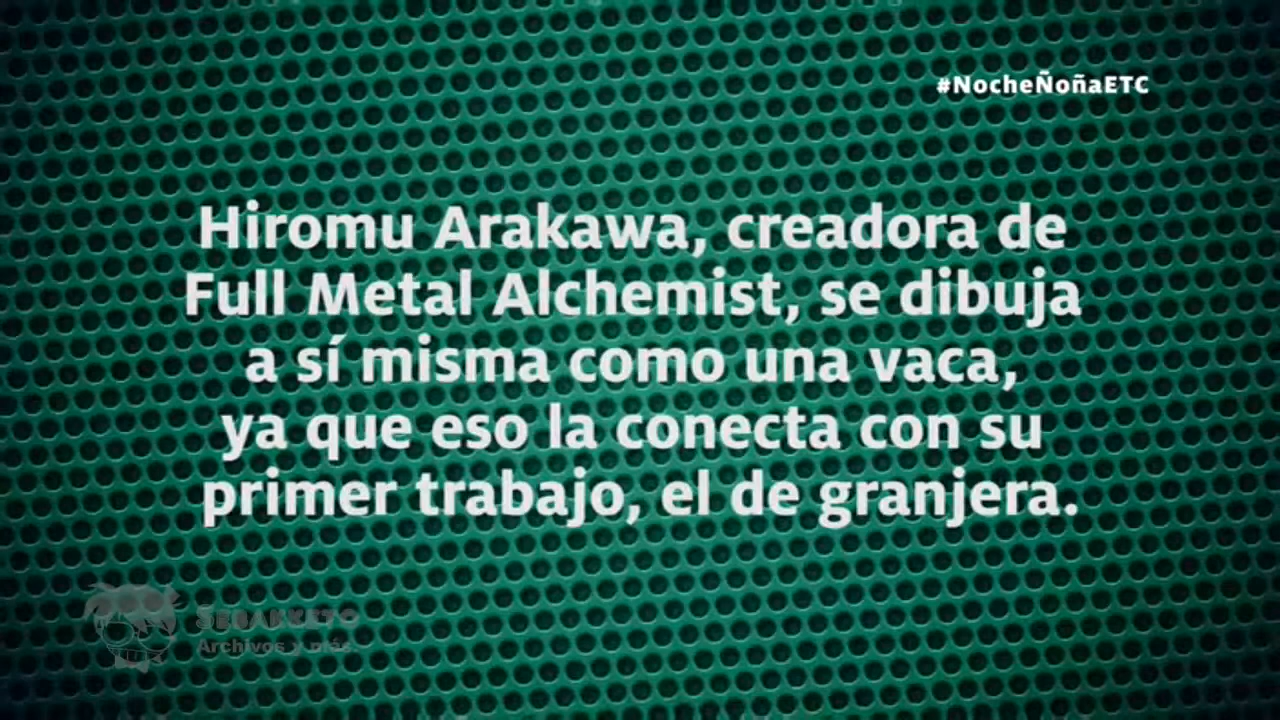 #NocheÑoñaETC
Hiromu Arakawa, creadora de
Full Metal Alchemist, se dibuja
a sí misma como una vaca,
ya que eso la conecta con su
primer trabajo, el de granjera.
Archivos y más.